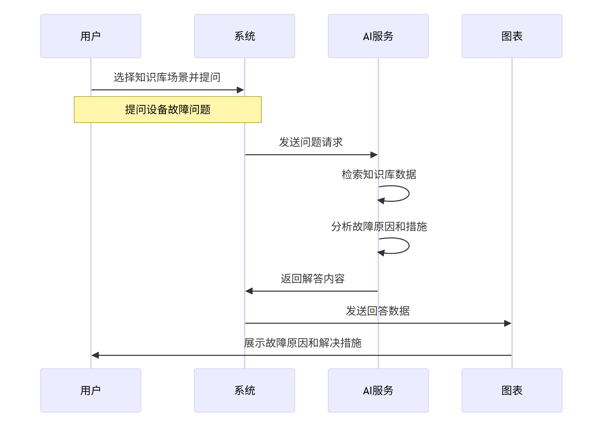 用户 系统 AI服务 图表
选择知识库场景并提问
提问设备故障问题
发送问题请求
检索知识库数据
分析故障原因和措施
返回解答内容
发送回答数据
展示故障原因和解决措施
用户 系统 AI服务 图表